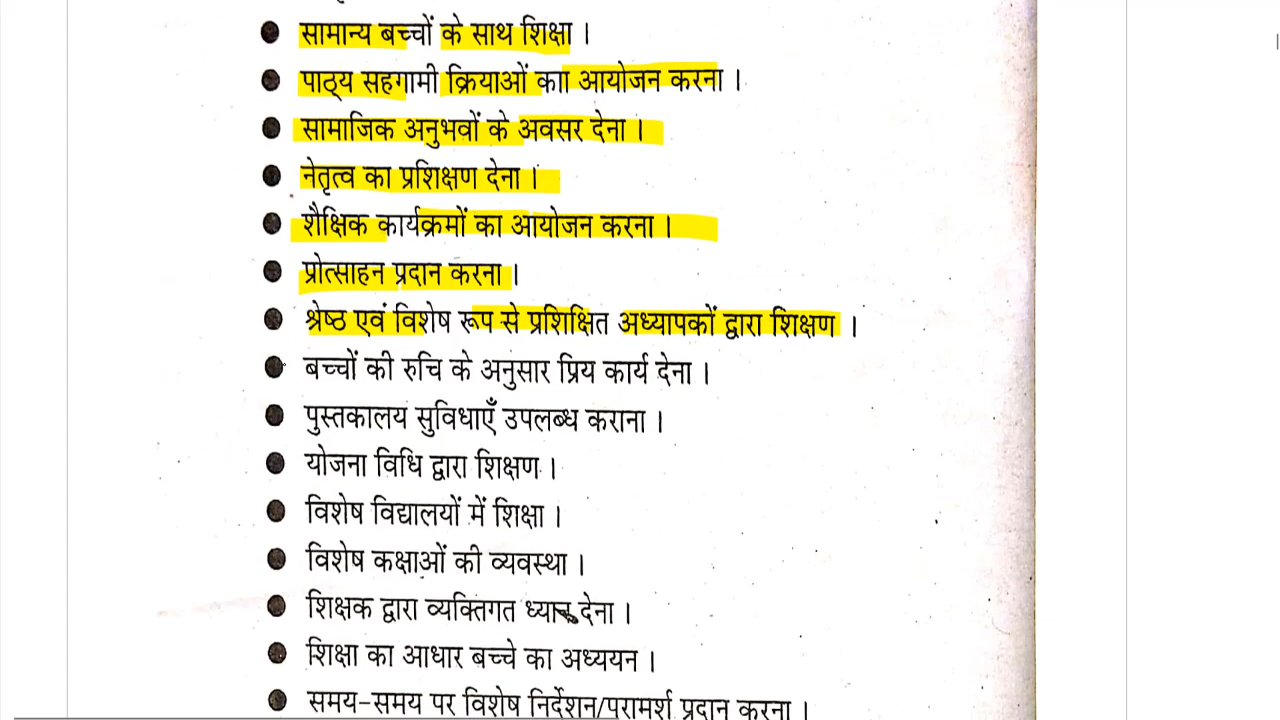 ● सामान्य बच्चों के साथ शिक्षा ।
● पाठ्य सहगामी क्रियाओं काा आयोजन करना ।
● सामाजिक अनुभवों के अवसर देना ।
● नेतृत्व का प्रशिक्षण देना ।
● शैक्षिक कार्यक्रमों का आयोजन करना ।
● प्रोत्साहन प्रदान करना ।
● श्रेष्ठ एवं विशेष रूप से प्रशिक्षित अध्यापकों द्वारा शिक्षण ।
● बच्चों की रुचि के अनुसार प्रिय कार्य देना ।
● पुस्तकालय सुविधाएँ उपलब्ध कराना ।
● योजना विधि द्वारा शिक्षण ।
● विशेष विद्यालयों में शिक्षा ।
● विशेष कक्षाओं की व्यवस्था ।
● शिक्षक द्वारा व्यक्तिगत ध्यान देना ।
● शिक्षा का आधार बच्चे का अध्ययन ।
● समय-समय पर विशेष निर्देशन/परामर्श प्रदान करना ।